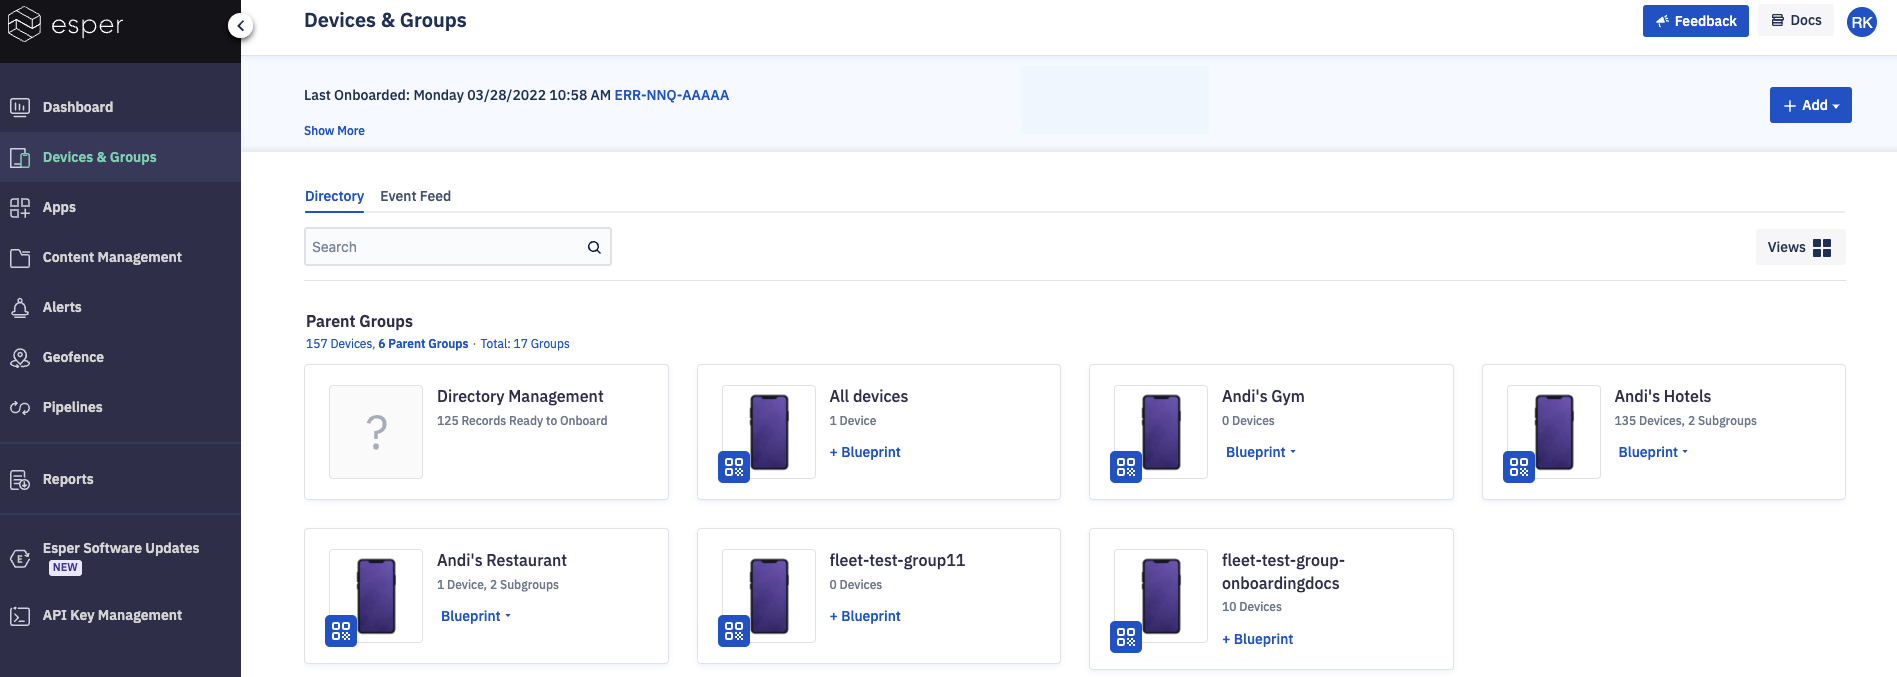 esper
Devices & Groups
Feedback
Docs
RK
Dashboard
Devices & Groups
Apps
Content Management
Alerts
Geofence
Pipelines
Reports
Esper Software Updates
NEW
API Key Management
Last Onboarded: Monday 03/28/2022 10:58 AM ERR-NNQ-AAAAA
Show More
+ Add
Directory
Event Feed
Search
Views
Parent Groups
157 Devices, 6 Parent Groups · Total: 17 Groups
?
Directory Management
125 Records Ready to Onboard
All devices
1 Device
+ Blueprint
Andi's Gym
0 Devices
Blueprint
Andi's Hotels
135 Devices, 2 Subgroups
Blueprint
Andi's Restaurant
1 Device, 2 Subgroups
Blueprint
fleet-test-group11
0 Devices
+ Blueprint
fleet-test-group-
onboardingdocs
10 Devices
+ Blueprint